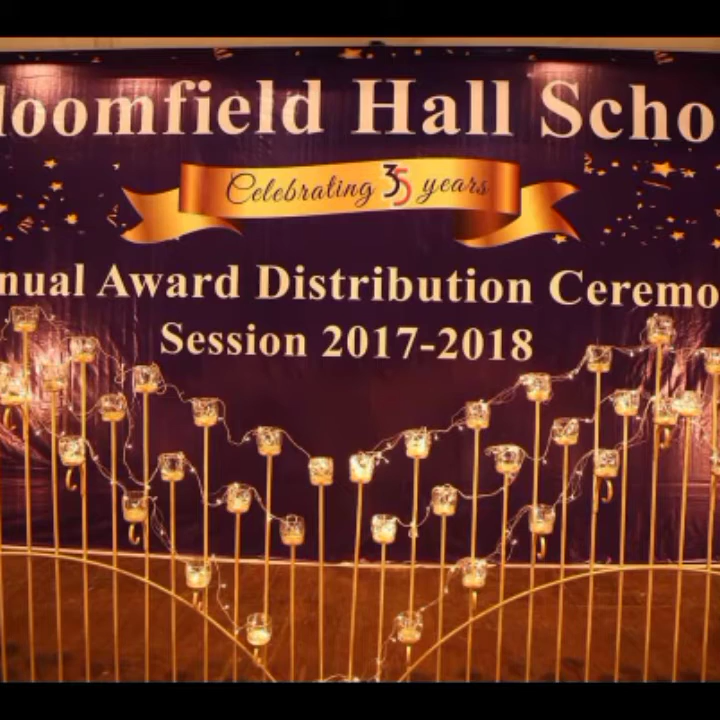 loomfield Hall Scho
Celebrating 35 years
nual Award Distribution Ceremo
Session 2017-2018